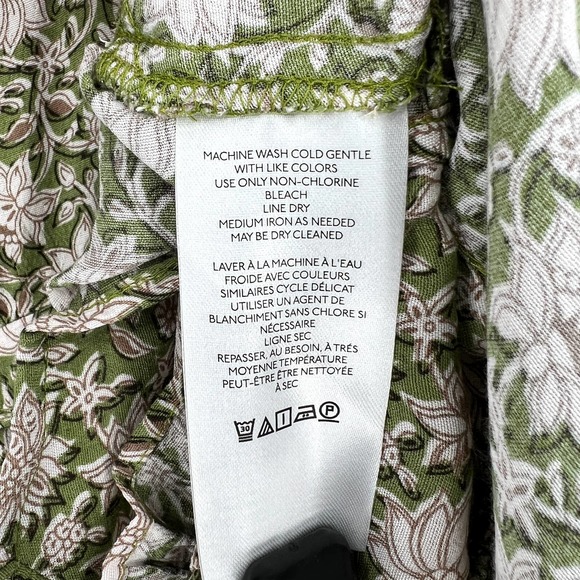 MACHINE WASH COLD GENTLE
WITH LIKE COLORS
USE ONLY NON-CHLORINE
BLEACH
LINE DRY
MEDIUM IRON AS NEEDED
MAY BE DRY CLEANED
LAVER À LA MACHINE À L'EAU
FROIDE AVEC COULEURS
SIMILAIRES CYCLE DÉLICAT
UTILISER UN AGENT DE
BLANCHIMENT SANS CHLORE SI
NÉCESSAIRE
LIGNE SEC
REPASSER, AU BESOIN, À TRÉS
MOYENNE TEMPÉRATURE
PEUT-ÊTRE ÊTRE NETTOYÉE
À SEC
30 P